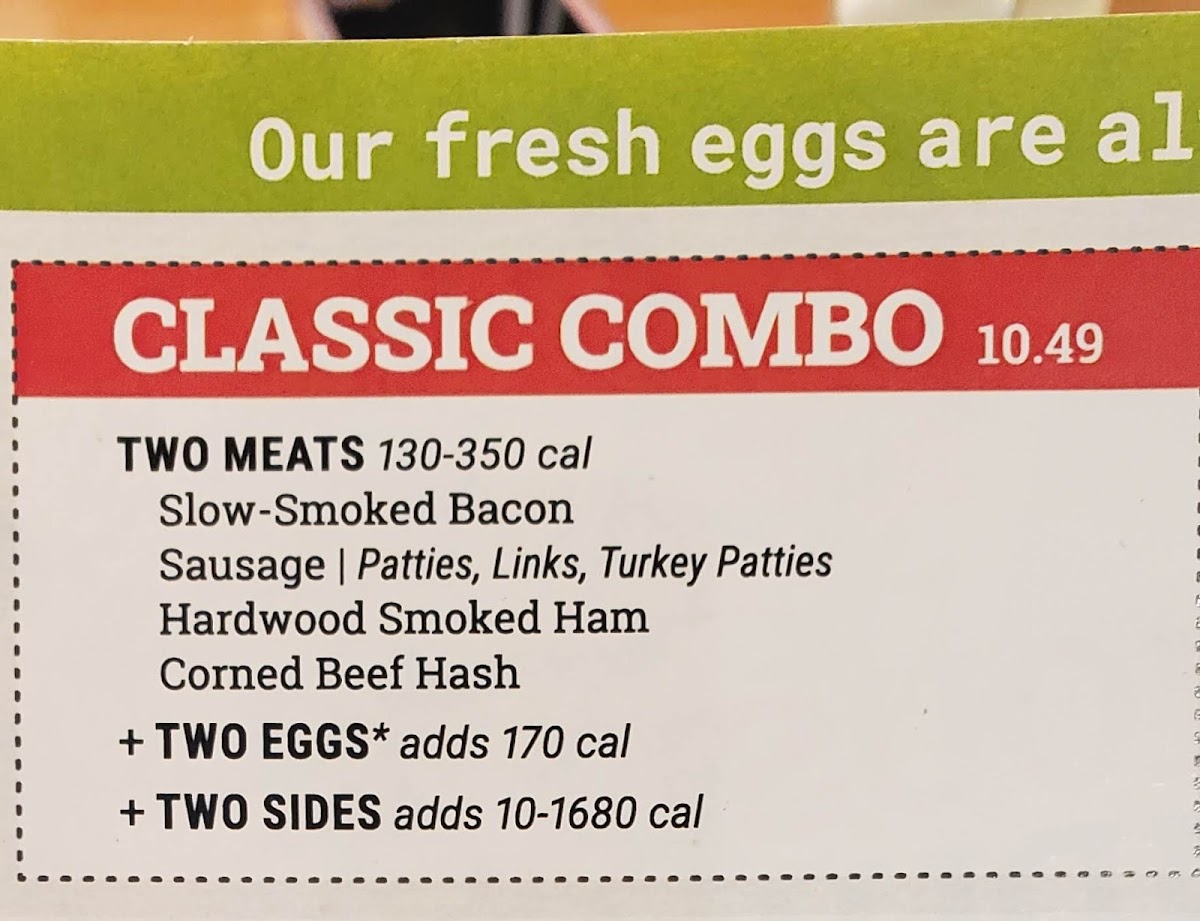 Our fresh eggs are al
CLASSIC COMBO 10.49
TWO MEATS 130-350 cal
Slow-Smoked Bacon
Sausage | Patties, Links, Turkey Patties
Hardwood Smoked Ham
Corned Beef Hash
+ TWO EGGS* adds 170 cal
+ TWO SIDES adds 10-1680 cal